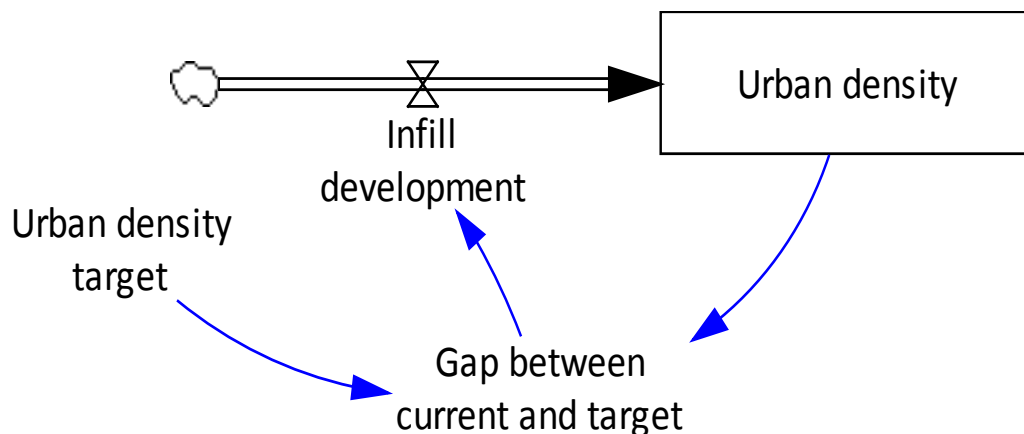 Urban density
Infill
development
Urban density
target
Gap between
current and target